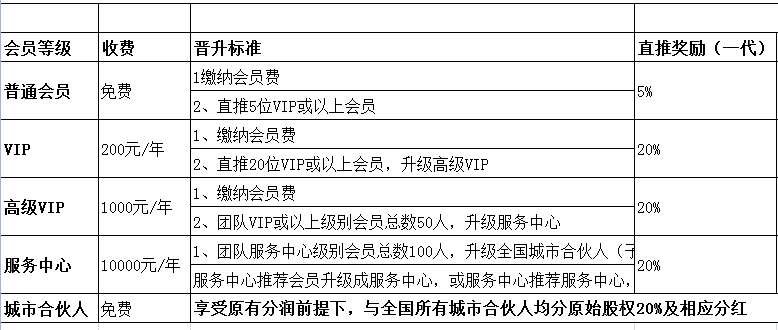 会员等级 收费 晋升标准 直推奖励（一代）
普通会员 免费 1缴纳会员费 5%
2、直推5位VIP或以上会员
VIP 200元/年 1、缴纳会员费 20%
2、直推20位VIP或以上会员，升级高级VIP
高级VIP 1000元/年 1、缴纳会员费 20%
2、团队VIP或以上级别会员总数50人，升级服务中心
服务中心 10000元/年 1、团队服务中心级别会员总数100人，升级全国城市合伙人（ 20%
服务中心推荐会员升级成服务中心，或服务中心推荐服务中心，
城市合伙人 免费 享受原有分润前提下，与全国所有城市合伙人均分原始股权20%及相应分红